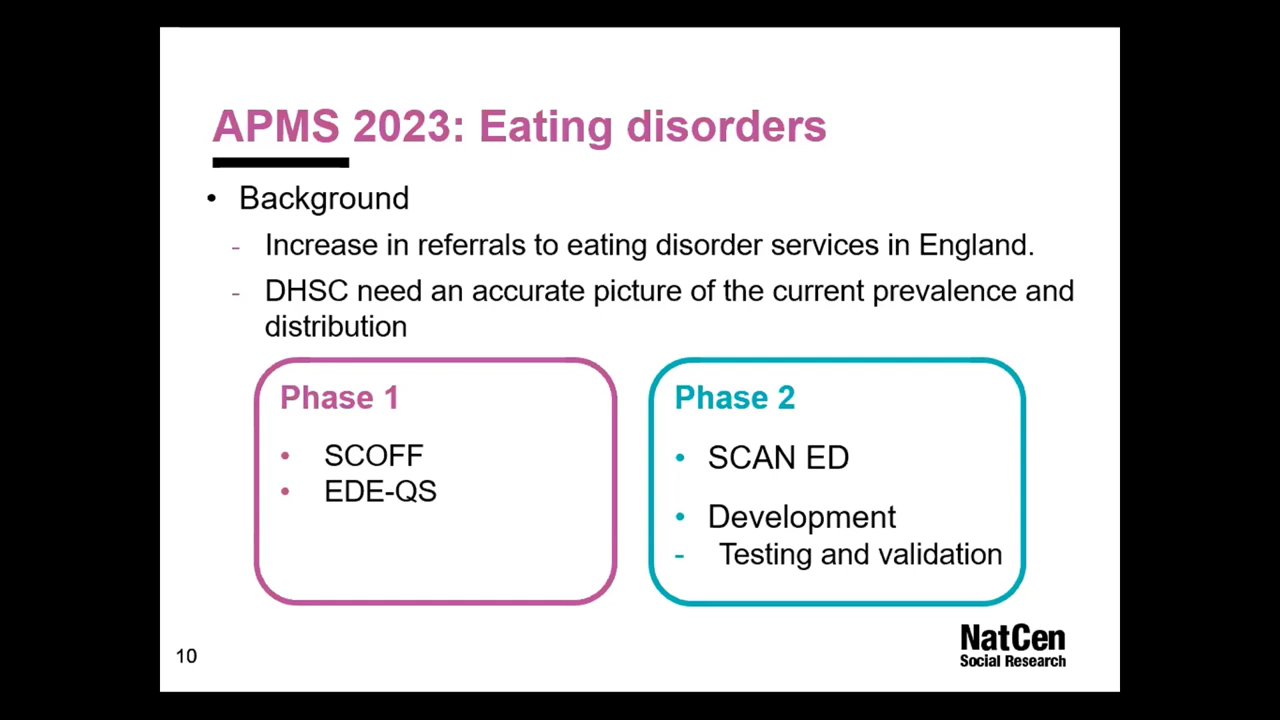 APMS 2023: Eating disorders
• Background
- Increase in referrals to eating disorder services in England.
- DHSC need an accurate picture of the current prevalence and
distribution
Phase 1
• SCOFF
• EDE-QS
Phase 2
• SCAN ED
• Development
- Testing and validation
10
NatCen
Social Research